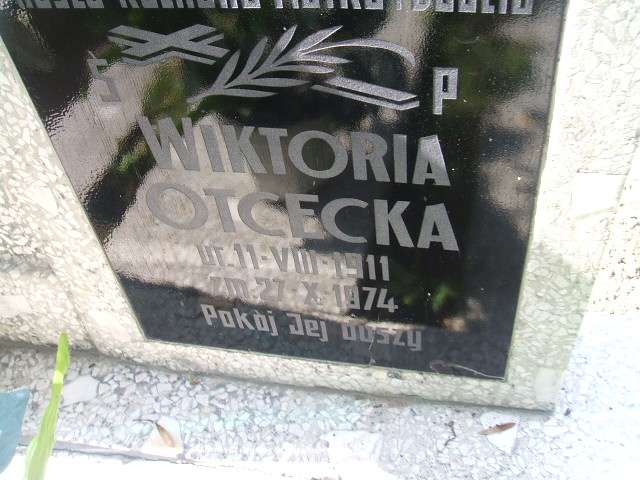 Ś P
WIKTORIA
OTCECKA
ur. 11-VIII-1911
zm. 27-X-1974
Pokój Jej Duszy